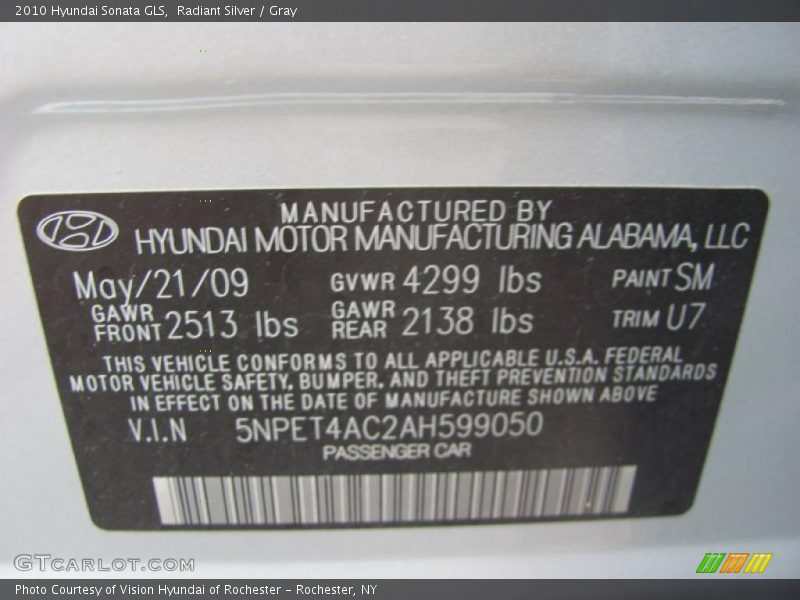 2010 Hyundai Sonata GLS,  Radiant Silver / Gray
MANUFACTURED BY
HYUNDAI MOTOR MANUFACTURING ALABAMA, LLC
May/21/09 GVWR 4299 lbs PAINT SM
GAWR FRONT 2513 lbs GAWR REAR 2138 lbs TRIM U7
THIS VEHICLE CONFORMS TO ALL APPLICABLE U.S.A. FEDERAL
MOTOR VEHICLE SAFETY, BUMPER, AND THEFT PREVENTION STANDARDS
IN EFFECT ON THE DATE OF MANUFACTURE SHOWN ABOVE
V.I.N 5NPET4AC2AH599050
PASSENGER CAR
GTCARLOT.COM
Photo Courtesy of Vision Hyundai of Rochester - Rochester, NY